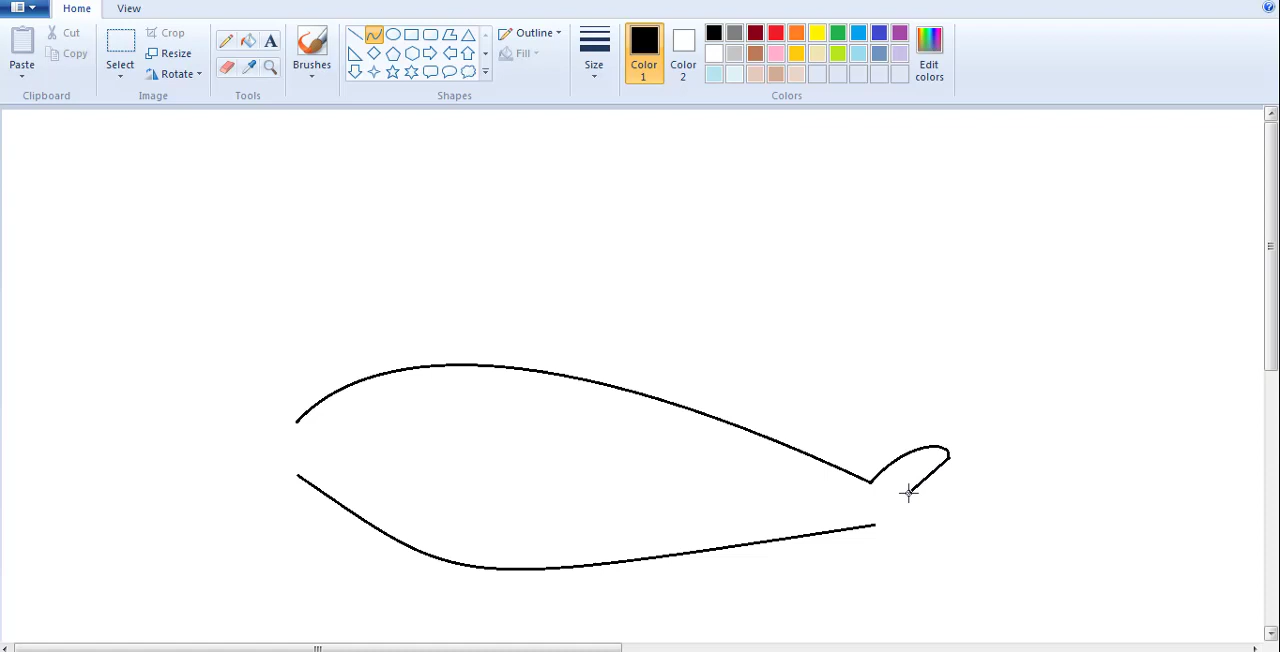 Home View
Cut
Copy
Paste
Clipboard
Select
Crop
Resize
Rotate
Image
A
Tools
Brushes
Outline
Fill
Shapes
Size
Color
1
Color
2
Edit
colors
Colors